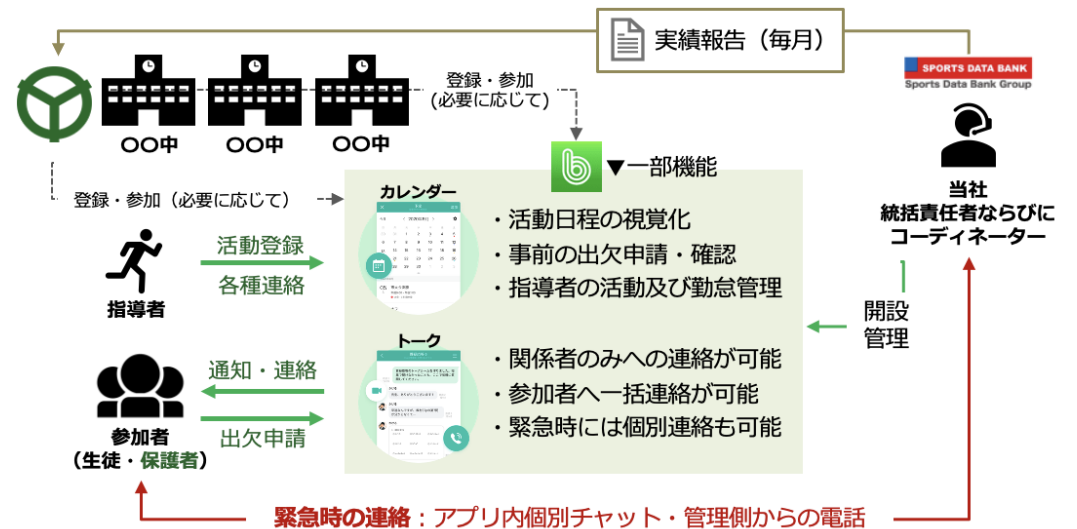 実績報告（毎月）
SPORTS DATA BANK
Sports Data Bank Group
登録・参加
(必要に応じて)
〇〇中
〇〇中
〇〇中
▼一部機能
当社
統括責任者ならびに
コーディネーター
登録・参加（必要に応じて）
カレンダー
・活動日程の視覚化
・事前の出欠申請・確認
・指導者の活動及び勤怠管理
活動登録
各種連絡
指導者
開設
管理
トーク
・関係者のみへの連絡が可能
・参加者へ一括連絡が可能
・緊急時には個別連絡も可能
通知・連絡
出欠申請
参加者
（生徒・保護者）
緊急時の連絡：アプリ内個別チャット・管理側からの電話